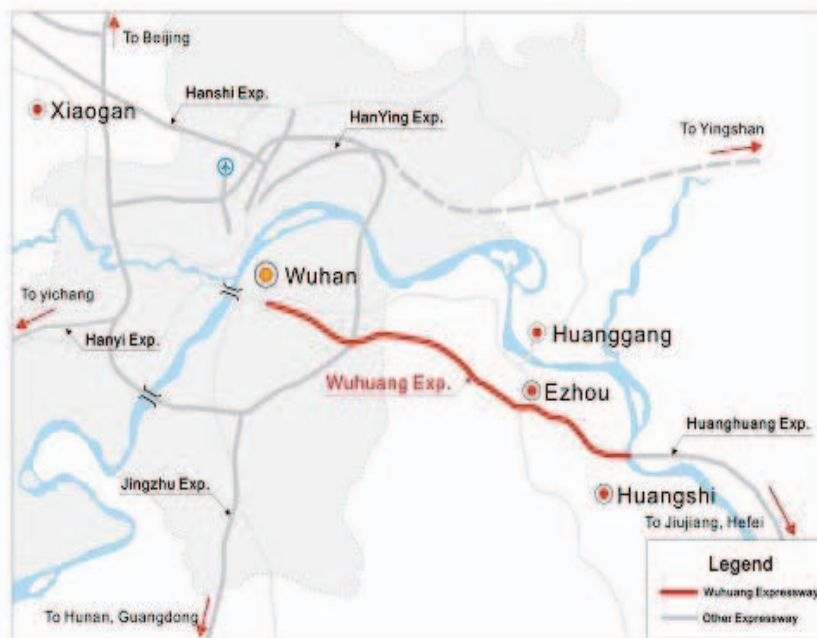 To Beijing
Hanshi Exp.
Xiaogan
HanYing Exp.
To Yingshan
Wuhan
To yichang
Hanyi Exp.
Huanggang
Wuhuang Exp.
Ezhou
Huanghuang Exp.
Jingzhu Exp.
Huangshi
To Jiujiang, Hefei
Legend
Wuhuang Expressway
Other Expressway
To Hunan, Guangdong